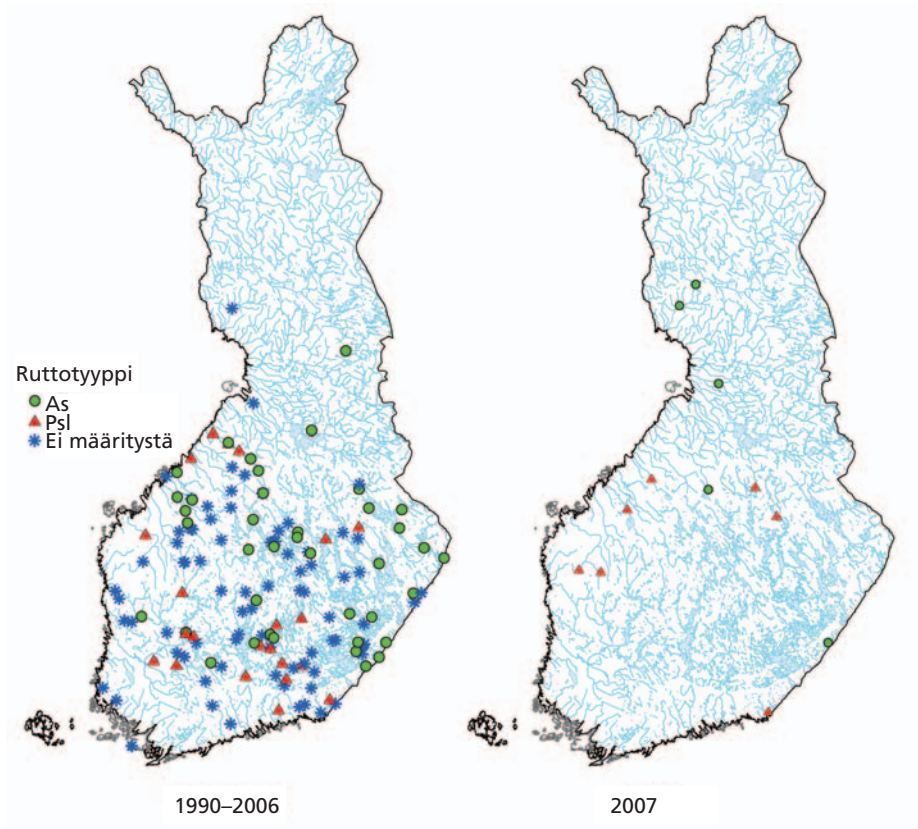 Ruttotyyppi
As
Psl
Ei määritystä
1990–2006
2007